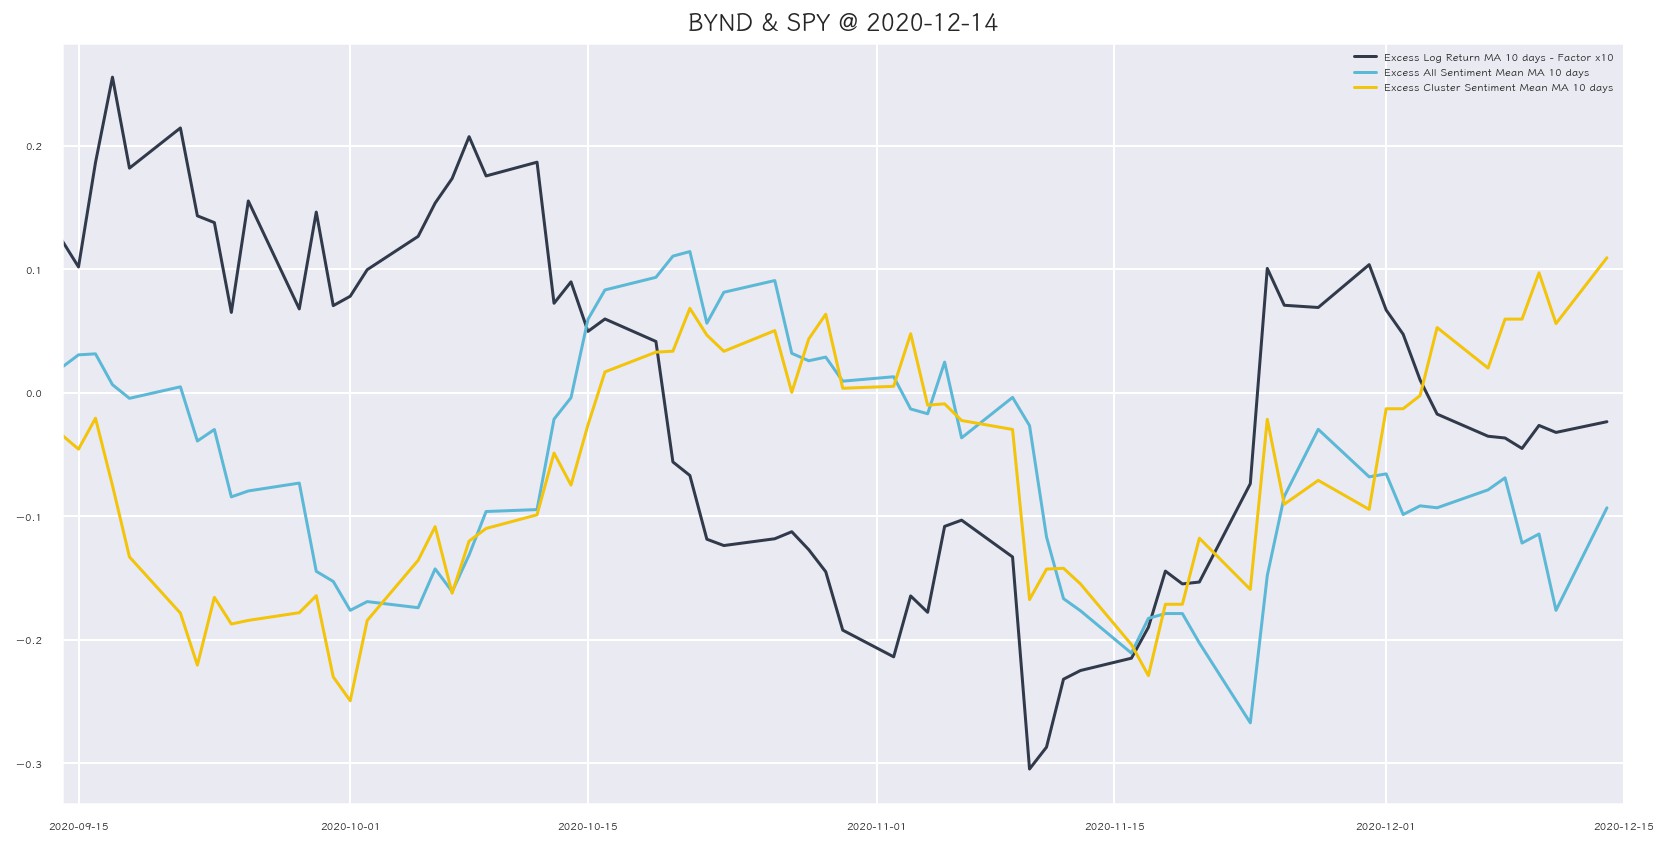 BYND & SPY @ 2020-12-14
Excess Log Return MA 10 days - Factor x10
Excess All Sentiment Mean MA 10 days
Excess Cluster Sentiment Mean MA 10 days
0.2
0.1
0.0
−0.1
−0.2
−0.3
2020-09-15 2020-10-01 2020-10-15 2020-11-01 2020-11-15 2020-12-01 2020-12-15